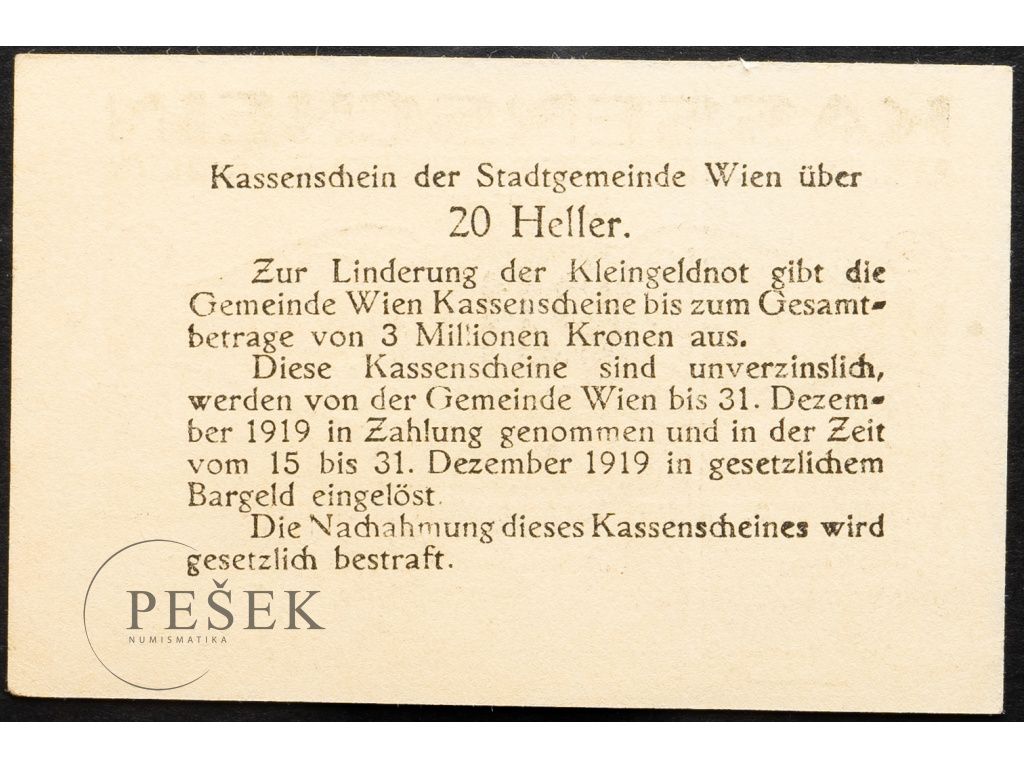 Kassenschein der Stadtgemeinde Wien über
20 Heller.
Zur Linderung der Kleingeldnot gibt die
Gemeinde Wien Kassenscheine bis zum Gesamt-
betrage von 3 Millionen Kronen aus.
Diese Kassenscheine sind unverzinslich,
werden von der Gemeinde Wien bis 31. Dezem-
ber 1919 in Zahlung genommen und in der Zeit
vom 15 bis 31. Dezember 1919 in gesetzlichem
Bargeld eingelöst.
Die Nachahmung dieses Kassenscheines wird
gesetzlich bestraft.
PEŠEK
NUMISMATIKA